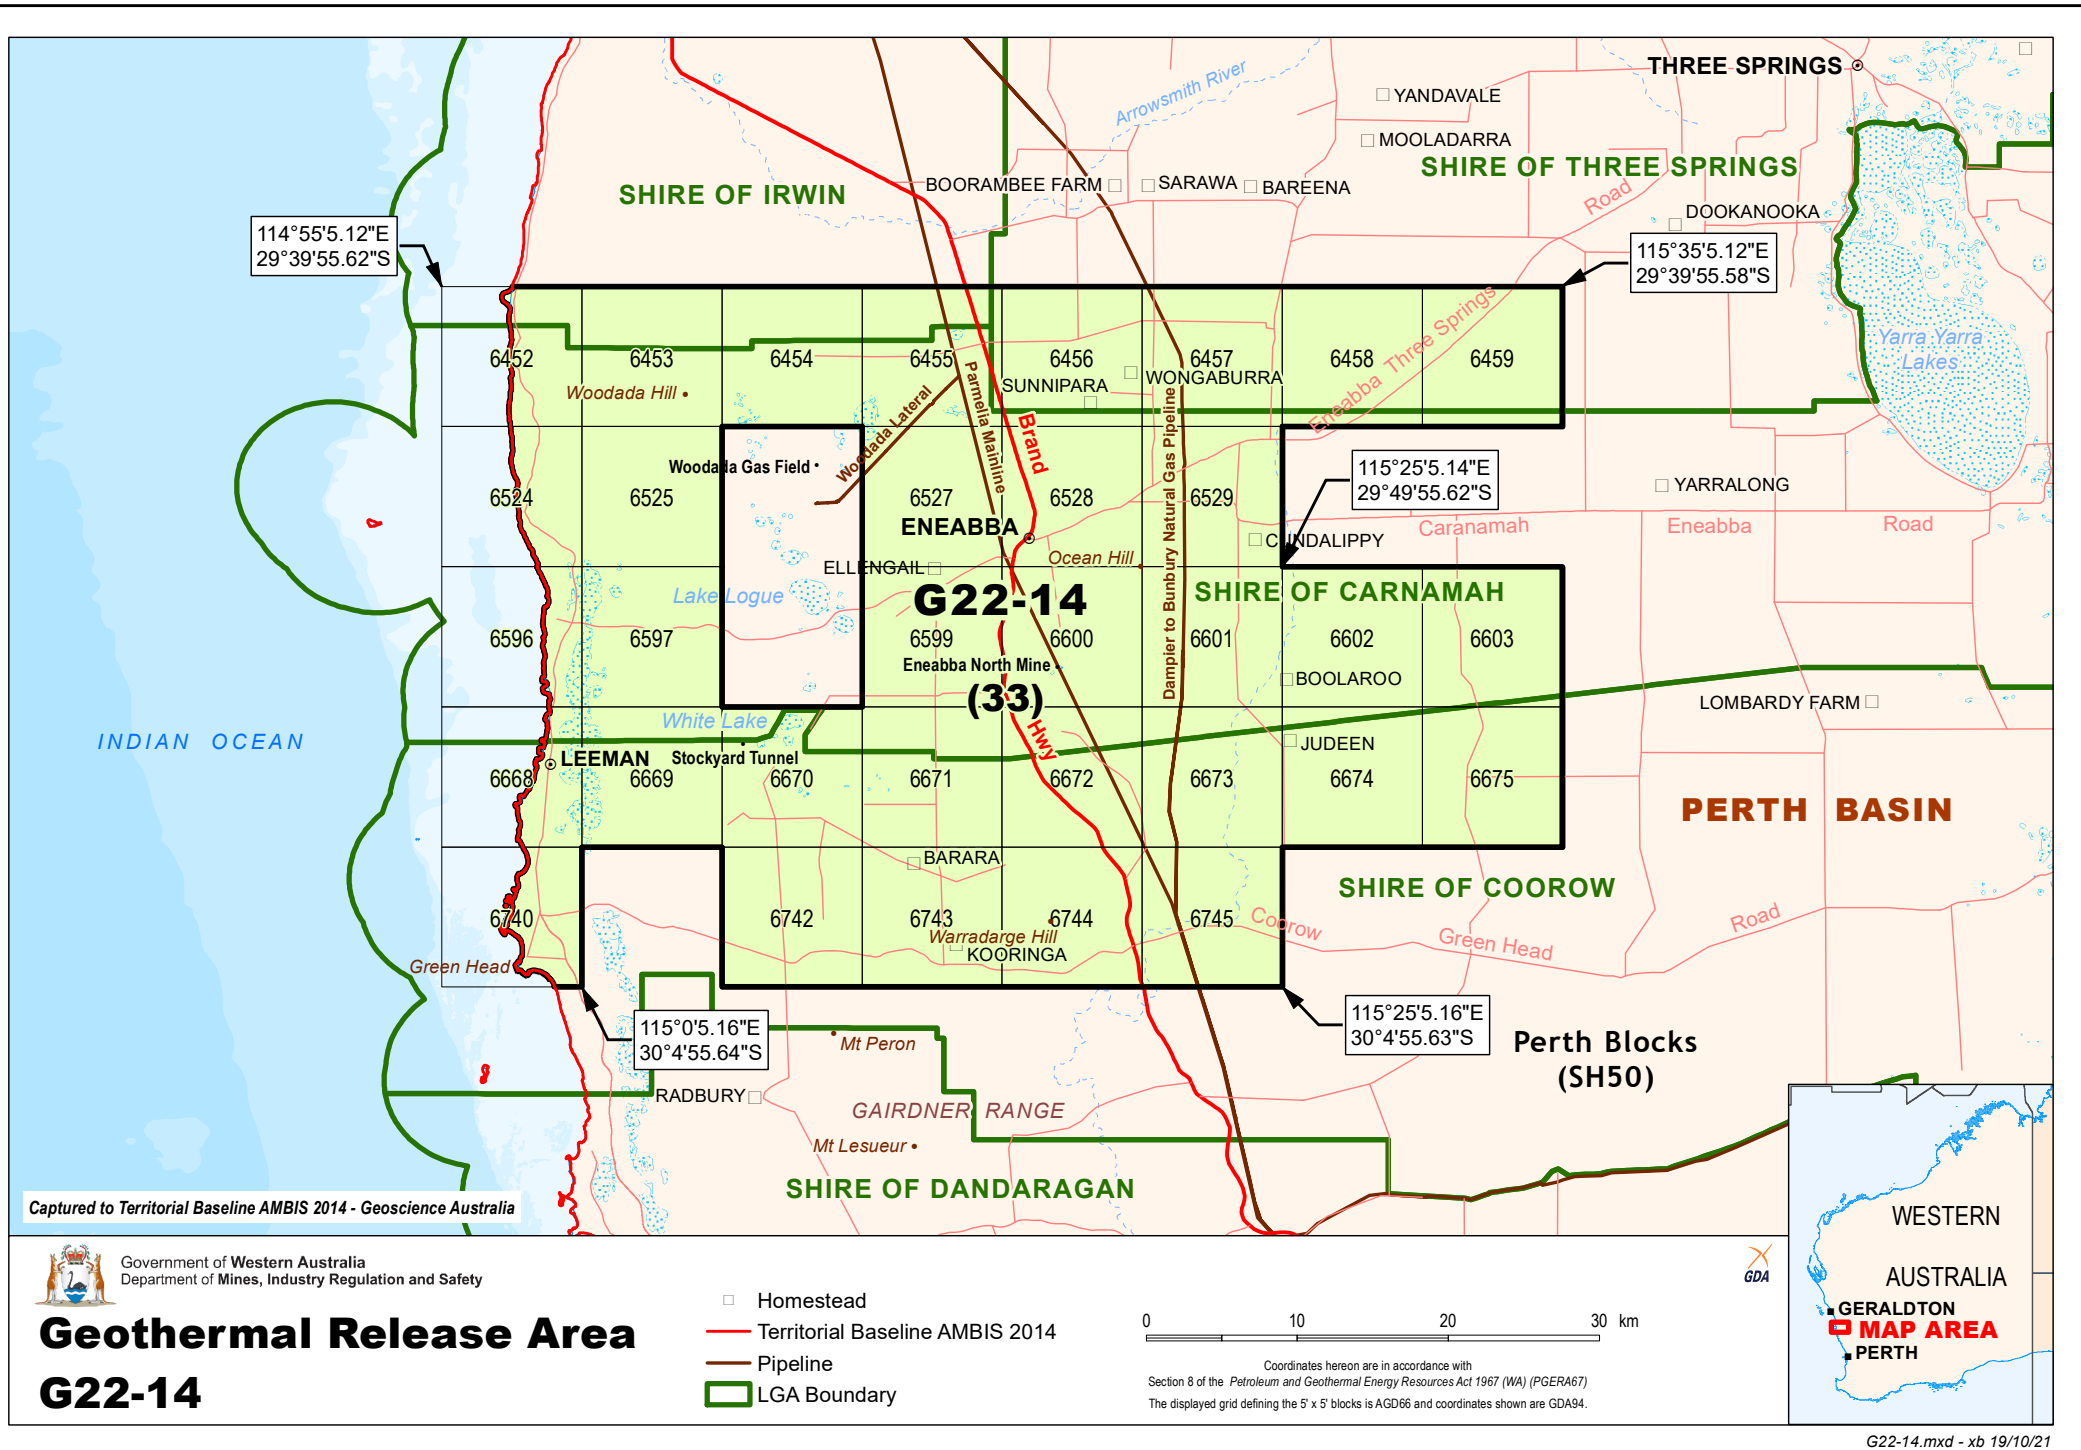 THREE SPRINGS
YANDAVALE
Arrowsmith River
MOOLADARRA
SHIRE OF THREE SPRINGS
BOORAMBEE FARM
SARAWA
BAREENA
SHIRE OF IRWIN
Road
DOOKANOOKA
114°55'5.12"E
29°39'55.62"S
115°35'5.12"E
29°39'55.58"S
Yarra Yarra
Lakes
Eneabba Three Springs
6452
6453
6454
6455
6456
6457
6458
6459
Woodada Hill
SUNNIPARA
WONGABURRA
Parmelia Mainline
Woodada Lateral
Brand
Dampier to Bunbury Natural Gas Pipeline
Woodada Gas Field
115°25'5.14"E
29°49'55.62"S
YARRALONG
6524
6525
6527
6528
6529
ENEABBA
Caranamah
Eneabba
Road
CUNDALIPPY
Ocean Hill
ELLENGAIL
Lake Logue
G22-14
SHIRE OF CARNAMAH
6596
6597
6599
6600
6601
6602
6603
Eneabba North Mine
(33)
BOOLAROO
LOMBARDY FARM
White Lake
Hwy
INDIAN OCEAN
JUDEEN
LEEMAN
Stockyard Tunnel
6668
6669
6670
6671
6672
6673
6674
6675
PERTH BASIN
BARARA
SHIRE OF COOROW
6740
6742
6743
6744
6745
Coorow
Green Head
Road
Warradarge Hill
KOORINGA
Green Head
115°0'5.16"E
30°4'55.64"S
115°25'5.16"E
30°4'55.63"S
Mt Peron
Perth Blocks
(SH50)
RADBURY
GAIRDNER RANGE
Mt Lesueur
SHIRE OF DANDARAGAN
Captured to Territorial Baseline AMBIS 2014 - Geoscience Australia
WESTERN
AUSTRALIA
GERALDTON
MAP AREA
PERTH
Government of Western Australia
Department of Mines, Industry Regulation and Safety
Geothermal Release Area
G22-14
Homestead
Territorial Baseline AMBIS 2014
Pipeline
LGA Boundary
0 10 20 30 km
Coordinates hereon are in accordance with
Section 8 of the Petroleum and Geothermal Energy Resources Act 1967 (WA) (PGERA67)
The displayed grid defining the 5' x 5' blocks is AGD66 and coordinates shown are GDA94.
GDA
G22-14.mxd - xb 19/10/21